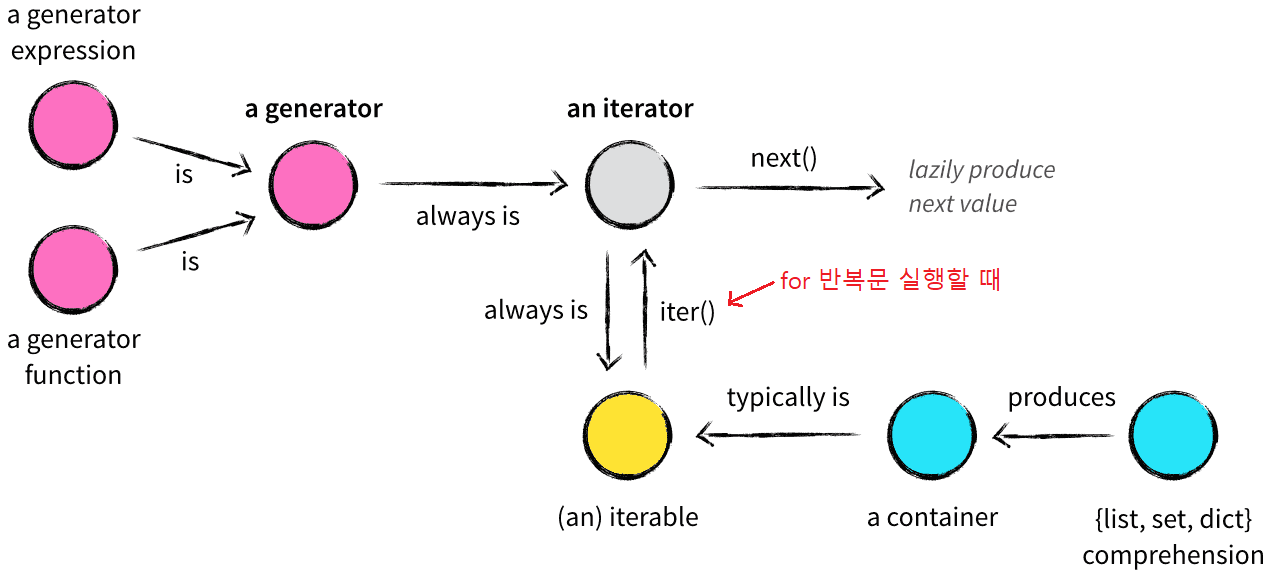 a generator
expression
is
a generator
an iterator
always is
next()
lazily produce
next value
is
a generator
function
always is
iter()
for 반복문 실행할 때
typically is
produces
(an) iterable
a container
{list, set, dict}
comprehension